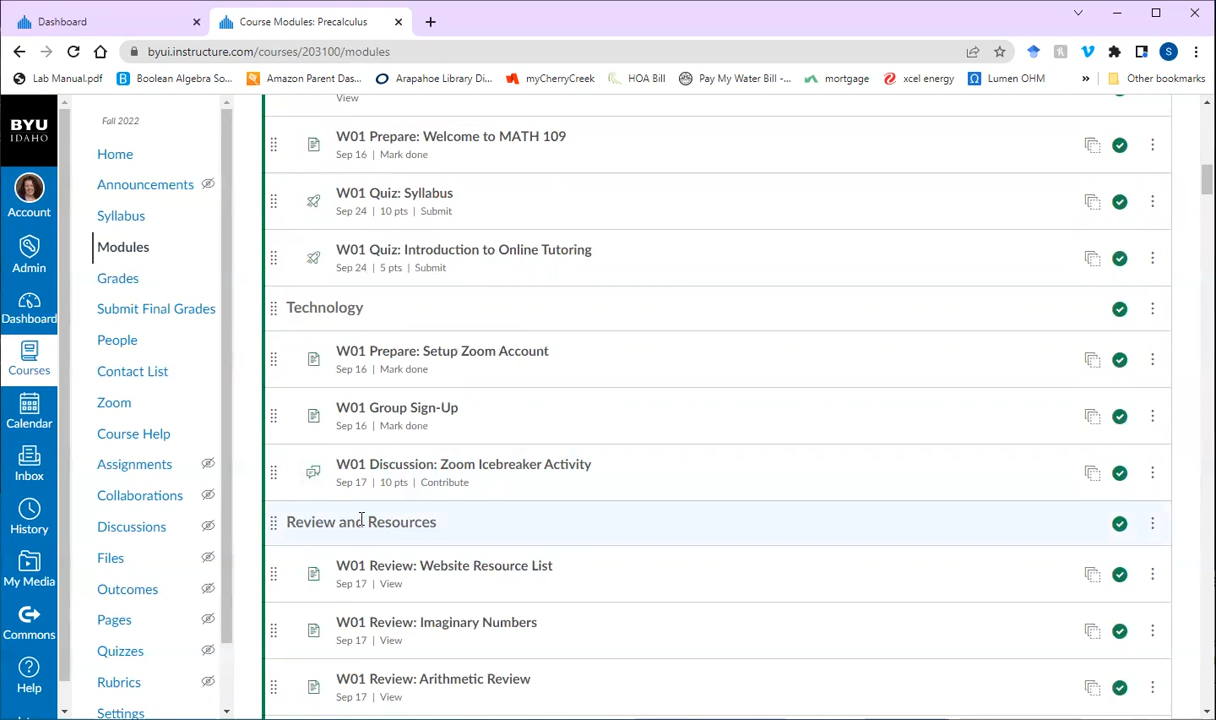 Dashboard
Course Modules: Precalculus
byui.instructure.com/courses/203100/modules
S
Lab Manual.pdf
Boolean Algebra So...
Amazon Parent Das...
Arapahoe Library Di...
myCherryCreek
HOA Bill
Pay My Water Bill -...
mortgage
xcel energy
Lumen OHM
»
Other bookmarks
BYU
IDAHO
Account
Admin
Dashboard
Courses
Calendar
Inbox
History
My Media
Commons
Help
Fall 2022
Home
Announcements
Syllabus
Modules
Grades
Submit Final Grades
People
Contact List
Zoom
Course Help
Assignments
Collaborations
Discussions
Files
Outcomes
Pages
Quizzes
Rubrics
Settings
View
W01 Prepare: Welcome to MATH 109
Sep 16 | Mark done
W01 Quiz: Syllabus
Sep 24 | 10 pts | Submit
W01 Quiz: Introduction to Online Tutoring
Sep 24 | 5 pts | Submit
Technology
W01 Prepare: Setup Zoom Account
Sep 16 | Mark done
W01 Group Sign-Up
Sep 16 | Mark done
W01 Discussion: Zoom Icebreaker Activity
Sep 17 | 10 pts | Contribute
Review and Resources
W01 Review: Website Resource List
Sep 17 | View
W01 Review: Imaginary Numbers
Sep 17 | View
W01 Review: Arithmetic Review
Sep 17 | View